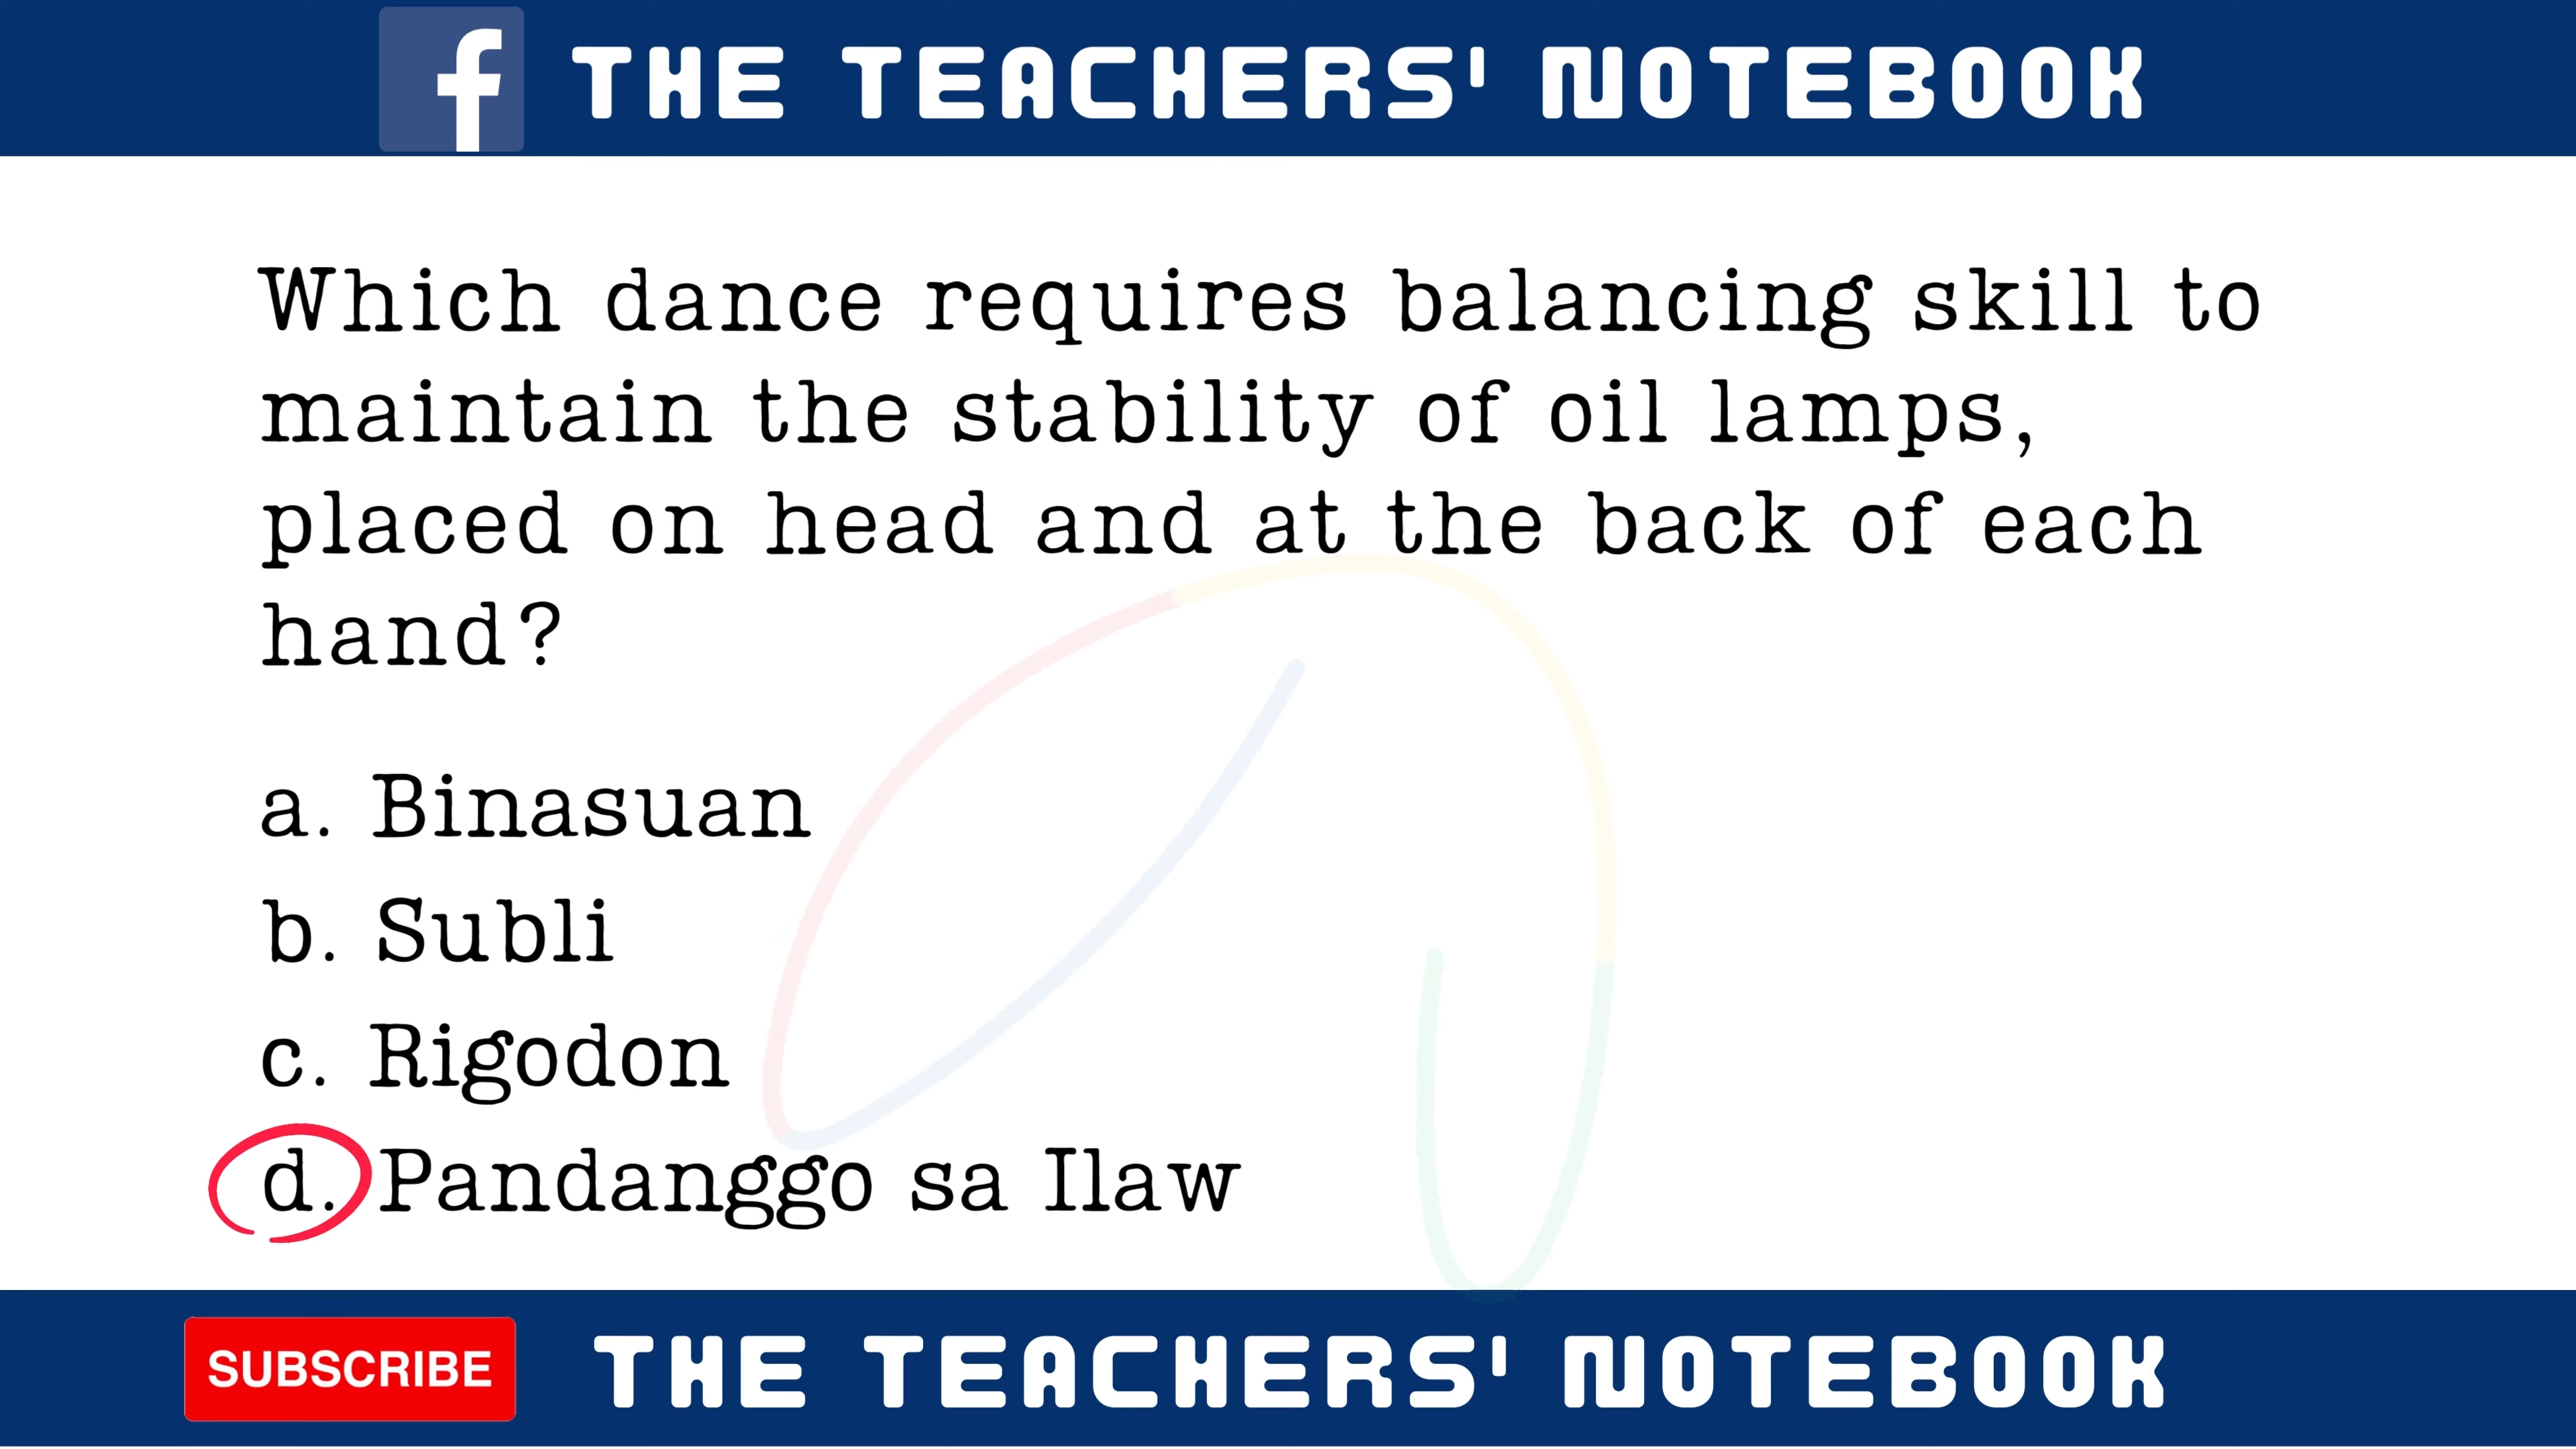 THE TEACHERS' NOTEBOOK
Which dance requires balancing skill to
maintain the stability of oil lamps,
placed on head and at the back of each
hand?
a. Binasuan
b. Subli
c. Rigodon
d. Pandanggo sa Ilaw
SUBSCRIBE THE TEACHERS' NOTEBOOK